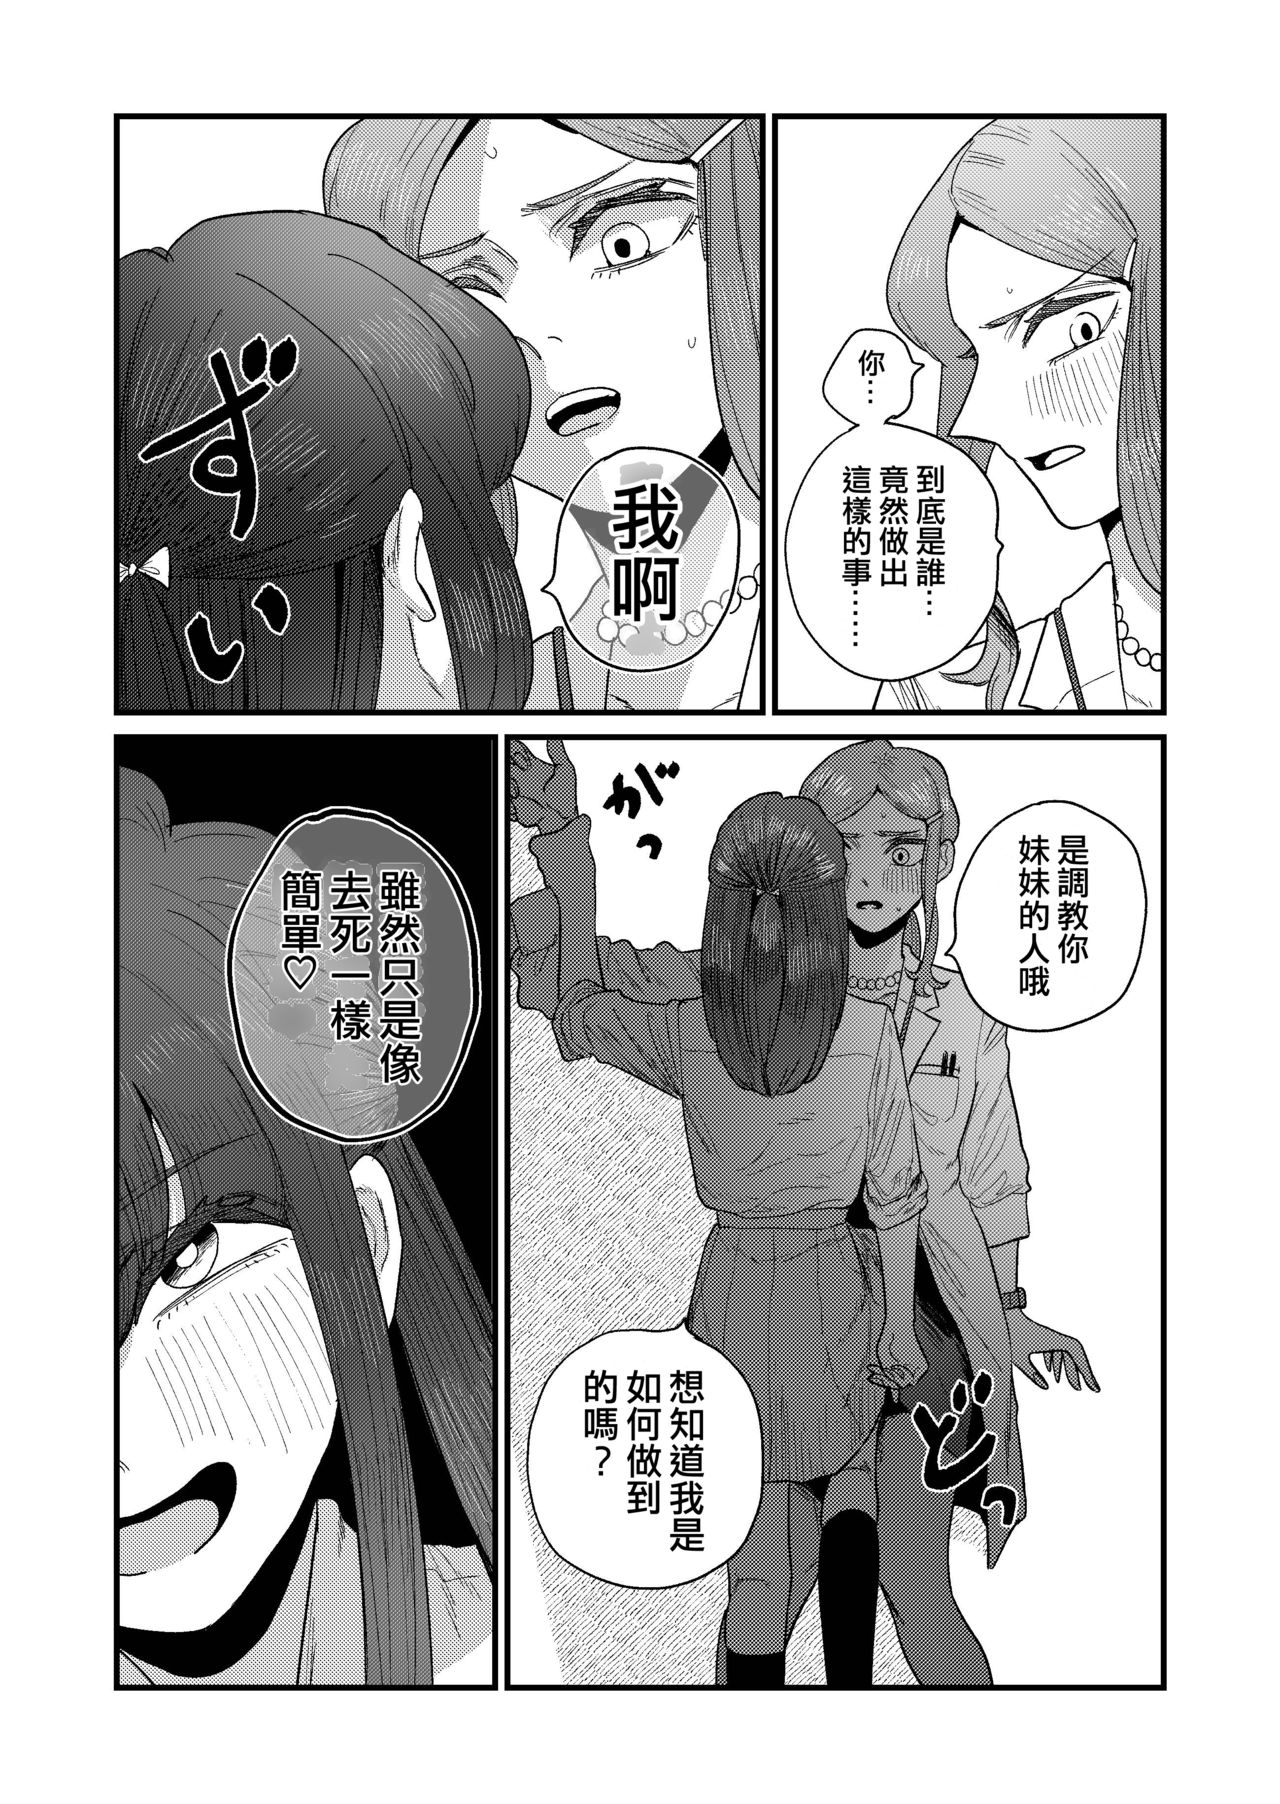 你…
到底是誰…
竟然做出
這樣的事……
ずいっ
我啊
がっ
是調教你
妹妹的人哦
どっ
想知道我是
如何做到
的嗎？
雖然只是像
去死一樣
簡單♡